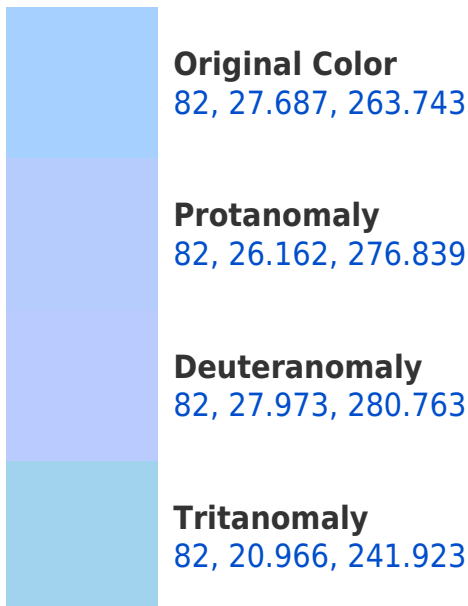 Original Color
82, 27.687, 263.743
Protanomaly
82, 26.162, 276.839
Deuteranomaly
82, 27.973, 280.763
Tritanomaly
82, 20.966, 241.923